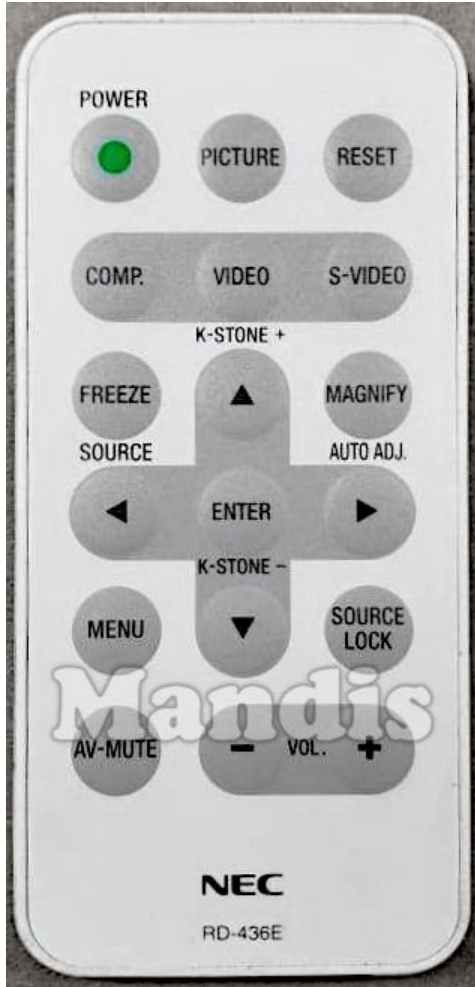 POWER
PICTURE
RESET
COMP.
VIDEO
S-VIDEO
K-STONE +
FREEZE
MAGNIFY
SOURCE
AUTO ADJ.
ENTER
K-STONE −
MENU
SOURCE
LOCK
Mandis
AV-MUTE
− VOL. +
NEC
RD-436E